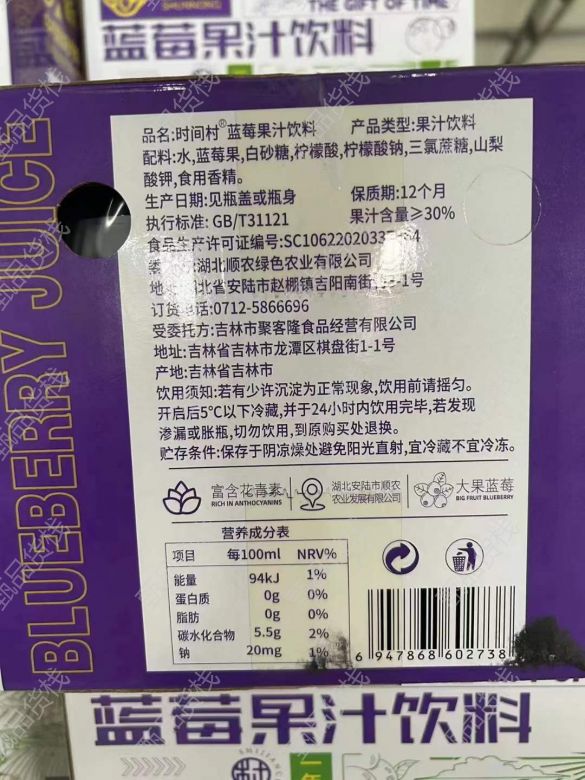 SHUNNONG
THE GIFT OF TIME
蓝莓果汁饮料
BLUEBERRY JUICE
品名:时间村®蓝莓果汁饮料 产品类型:果汁饮料
配料:水,蓝莓果,白砂糖,柠檬酸,柠檬酸钠,三氯蔗糖,山梨
酸钾,食用香精。
生产日期:见瓶盖或瓶身 保质期:12个月
执行标准: GB/T31121 果汁含量≥30%
食品生产许可证编号:SC1062202033
湖北顺农绿色农业有限公司
湖北省安陆市赵棚镇吉阳南街 -1号
订货电话:0712-5866696
受委托方:吉林市聚客隆食品经营有限公司
地址:吉林省吉林市龙潭区棋盘街1-1号
产地:吉林省吉林市
饮用须知:若有少许沉淀为正常现象,饮用前请摇匀。
开启后5℃以下冷藏,并于24小时内饮用完毕,若发现
渗漏或胀瓶,切勿饮用,到原购买处退换。
贮存条件:保存于阴凉燥处避免阳光直射,宜冷藏不宜冷冻。
富含花青素
RICH IN ANTHOCYANINS
湖北安陆市顺农
农业发展有限公司
大果蓝莓
BIG FRUIT BLUEBERRY
营养成分表
项目 每100ml NRV%
能量 94kJ 1%
蛋白质 0g 0%
脂肪 0g 0%
碳水化合物 5.5g 2%
钠 20mg 1%
6 947868 602738
蓝莓果汁饮料
甄品货栈